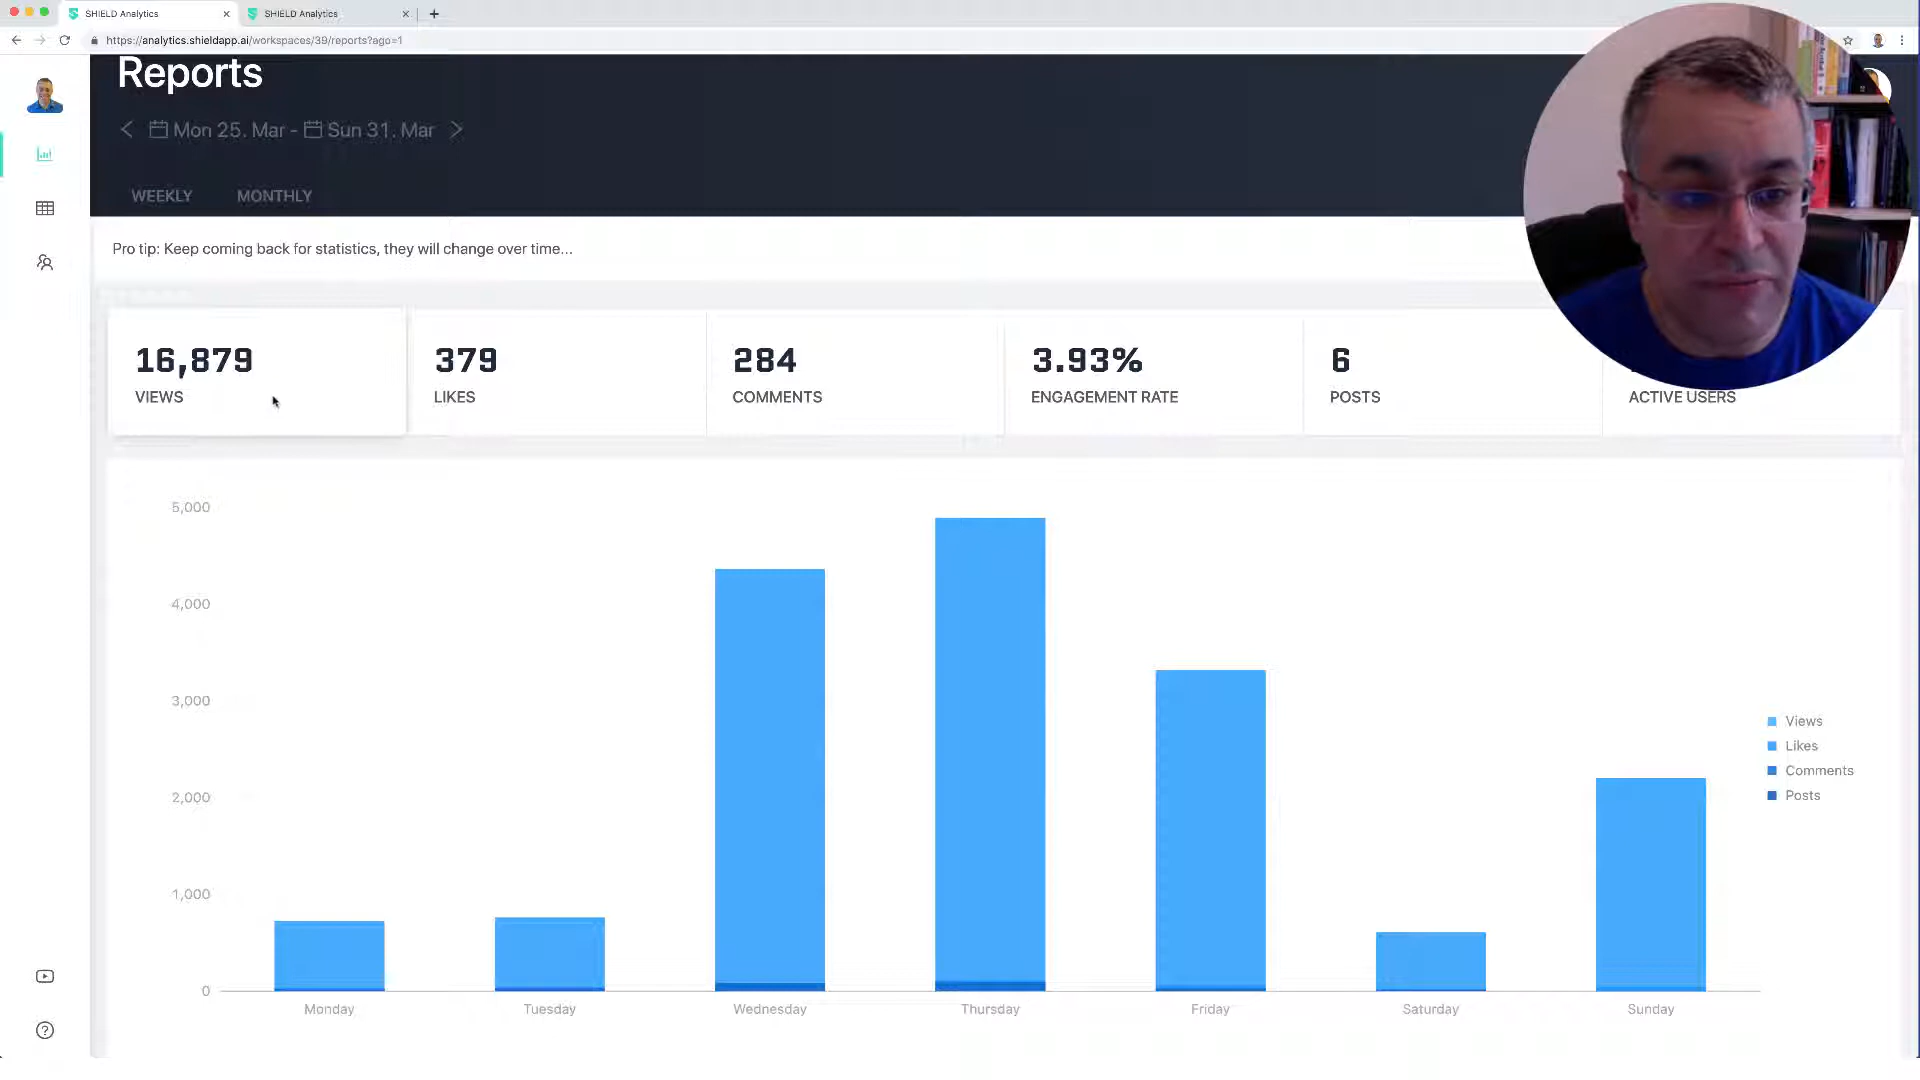 SHIELD Analytics
SHIELD Analytics
https://analytics.shieldapp.ai/workspaces/39/reports?ago=1
Reports
Mon 25. Mar - Sun 31. Mar
WEEKLY MONTHLY
Pro tip: Keep coming back for statistics, they will change over time...
16,879
VIEWS
379
LIKES
284
COMMENTS
3.93%
ENGAGEMENT RATE
6
POSTS
ACTIVE USERS
5,000
4,000
3,000
2,000
1,000
0
Monday Tuesday Wednesday Thursday Friday Saturday Sunday
Views
Likes
Comments
Posts